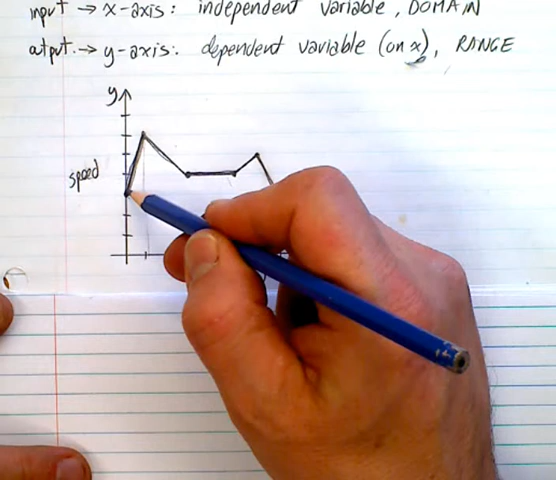 input → x-axis: independent variable, DOMAIN
output → y-axis: dependent variable (on x), RANGE
y
speed